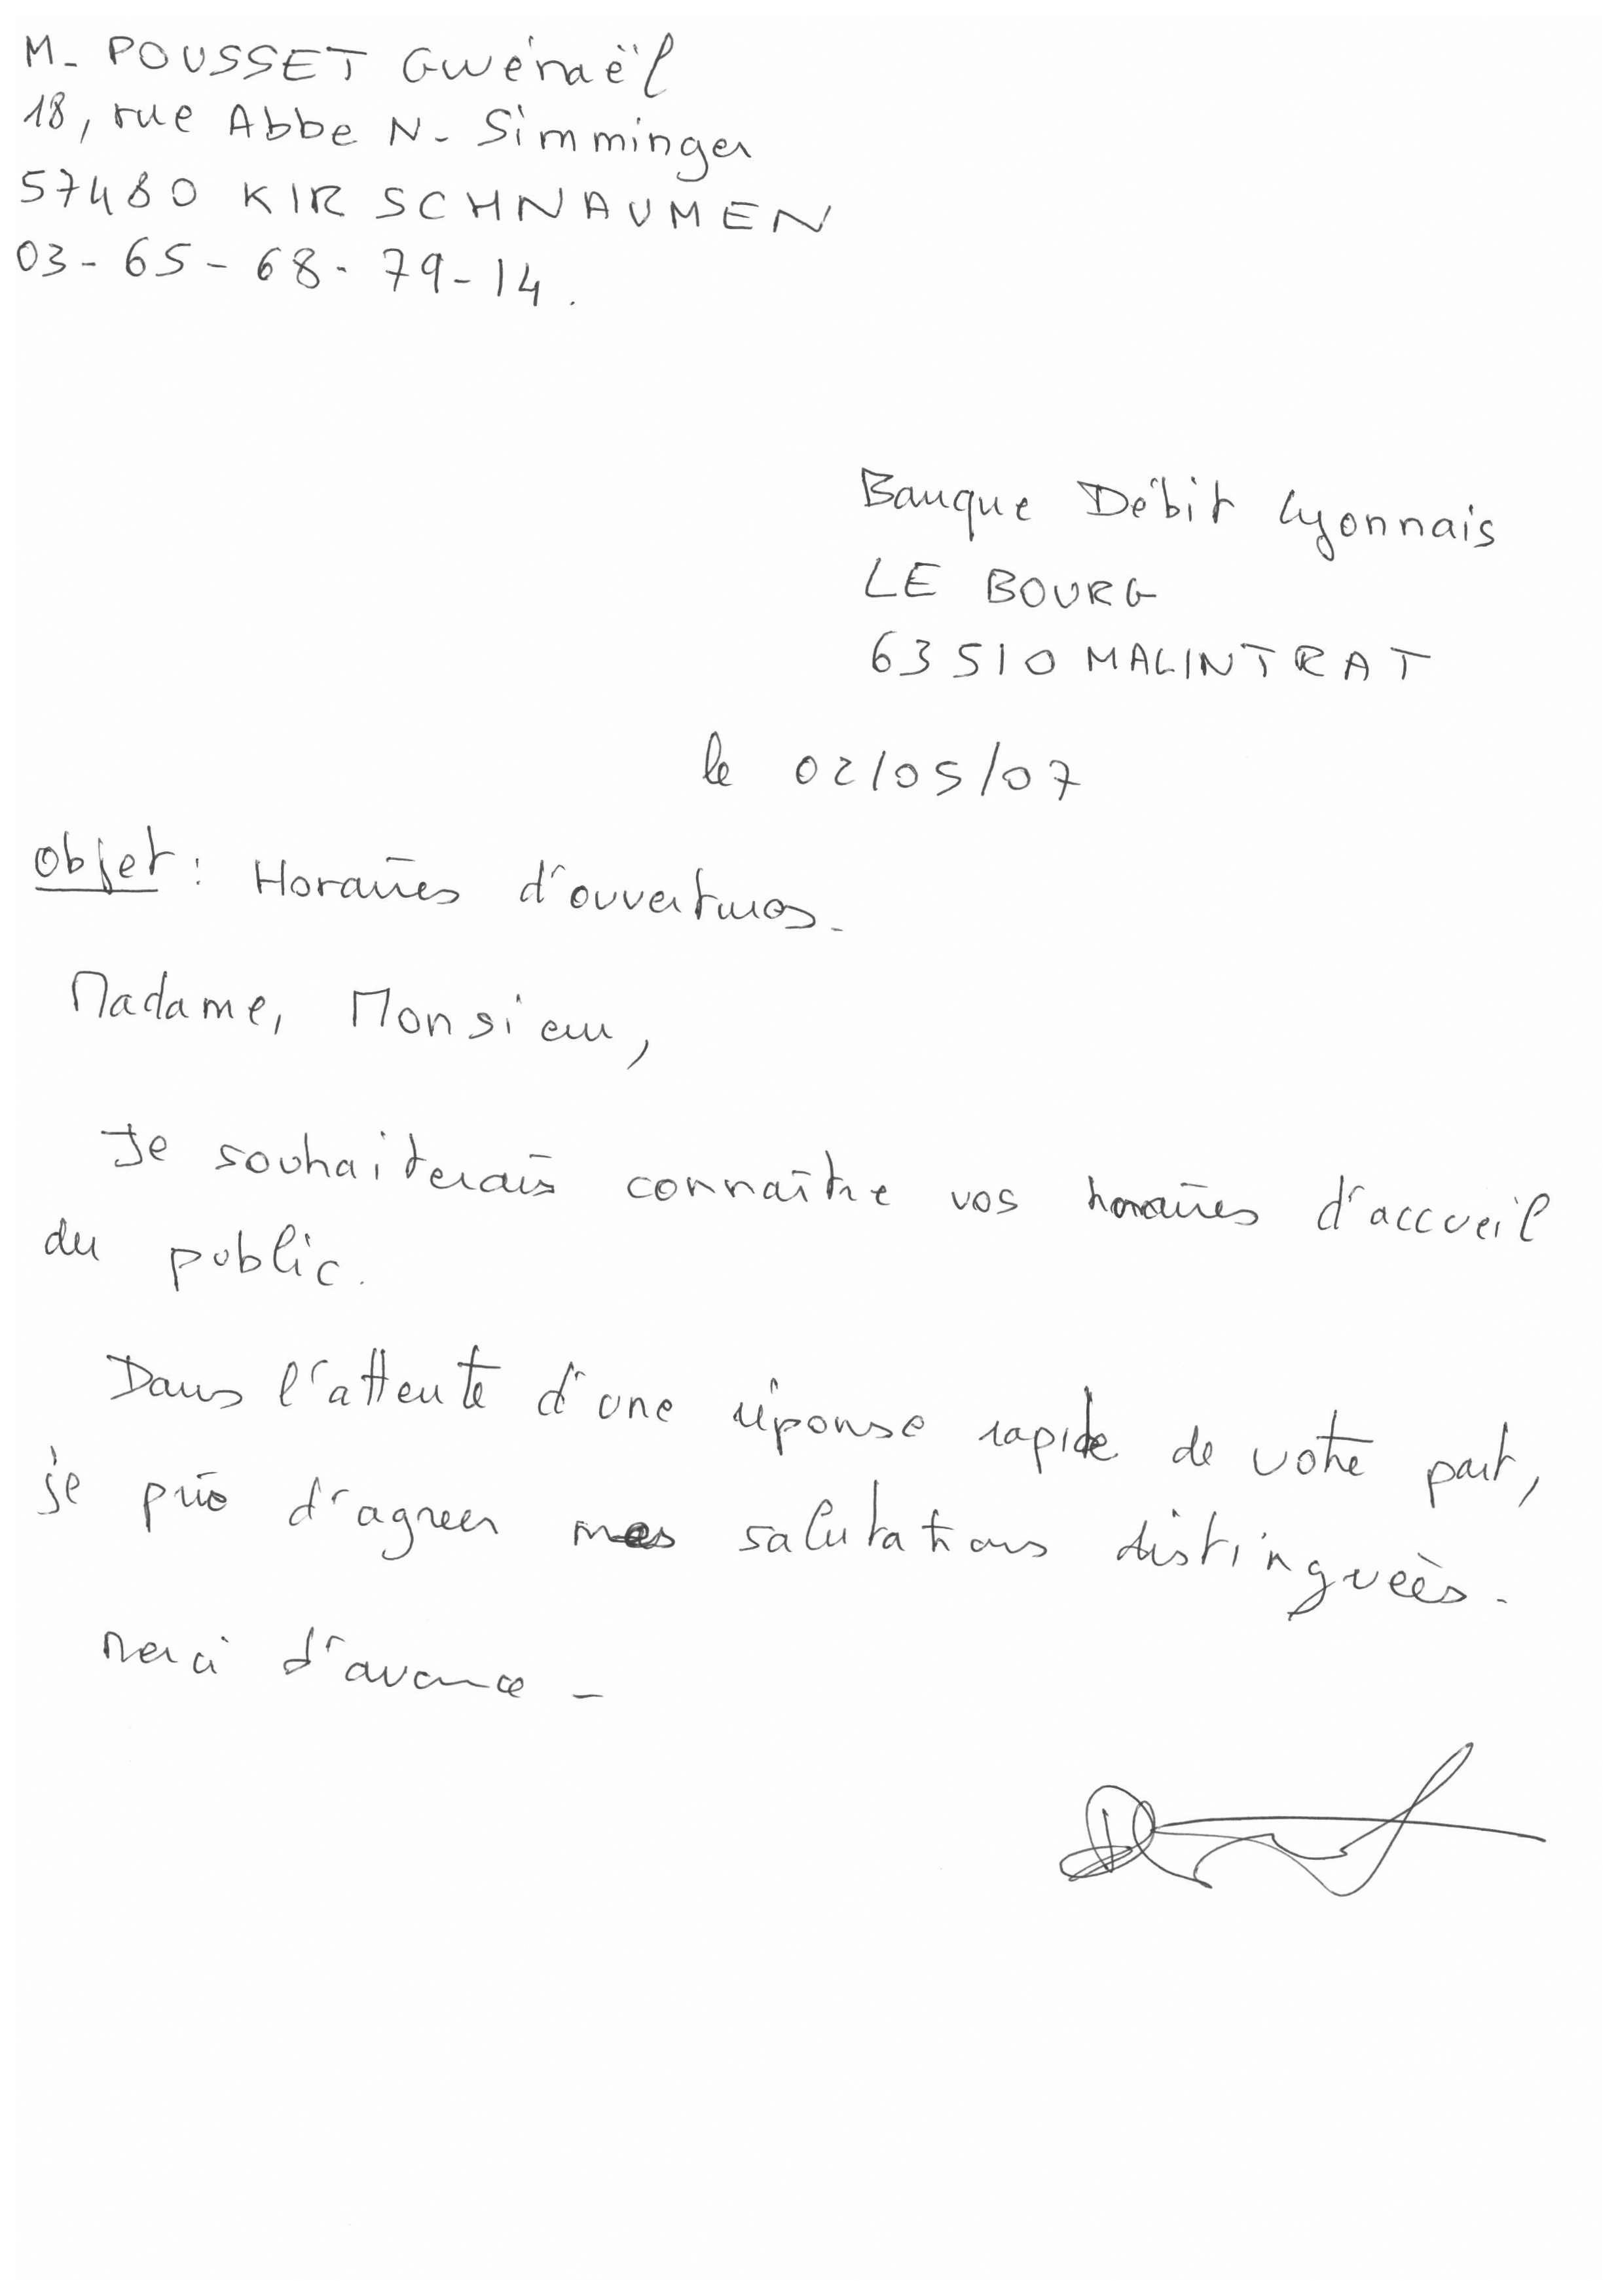 M. POUSSET Gwénaël
18, rue Abbe N. Simminger
57480 KIRSCHNAUMEN
03-65-68-79-14.
Banque Débit Lyonnais
LE BOURG
63510 MALINTRAT
le 02/05/07
Objet : Horaires d'ouvertures.
Madame, Monsieur,
Je souhaiterais connaître vos horaires d'accueil
du public.
Dans l'attente d'une réponse rapide de votre part,
je prie d'agreer mes salutations distinguées.
Merci d'avance -